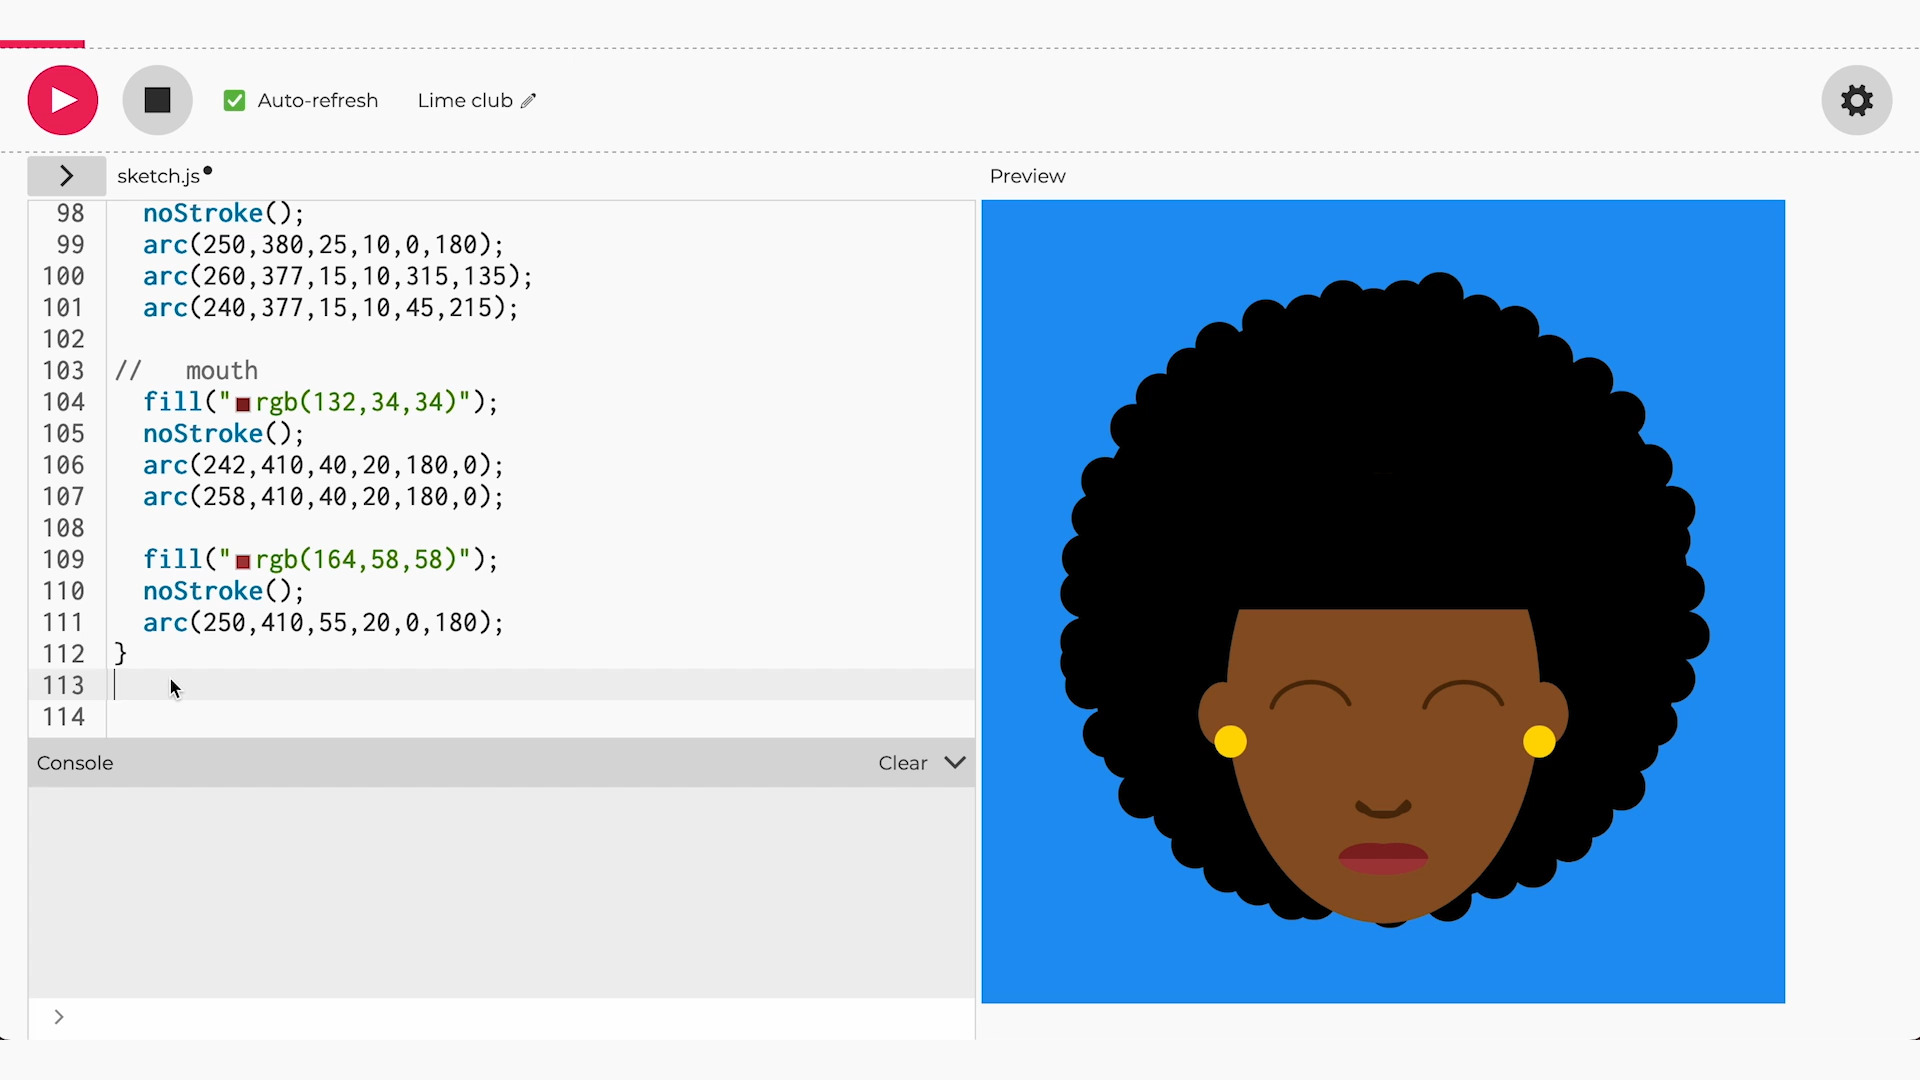 Auto-refresh
Lime club
sketch.js
Preview
98 noStroke();
99 arc(250,380,25,10,0,180);
100 arc(260,377,15,10,315,135);
101 arc(240,377,15,10,45,215);
102
103 // mouth
104 fill("rgb(132,34,34)");
105 noStroke();
106 arc(242,410,40,20,180,0);
107 arc(258,410,40,20,180,0);
108
109 fill("rgb(164,58,58)");
110 noStroke();
111 arc(250,410,55,20,0,180);
112 }
113
114
Console
Clear
>